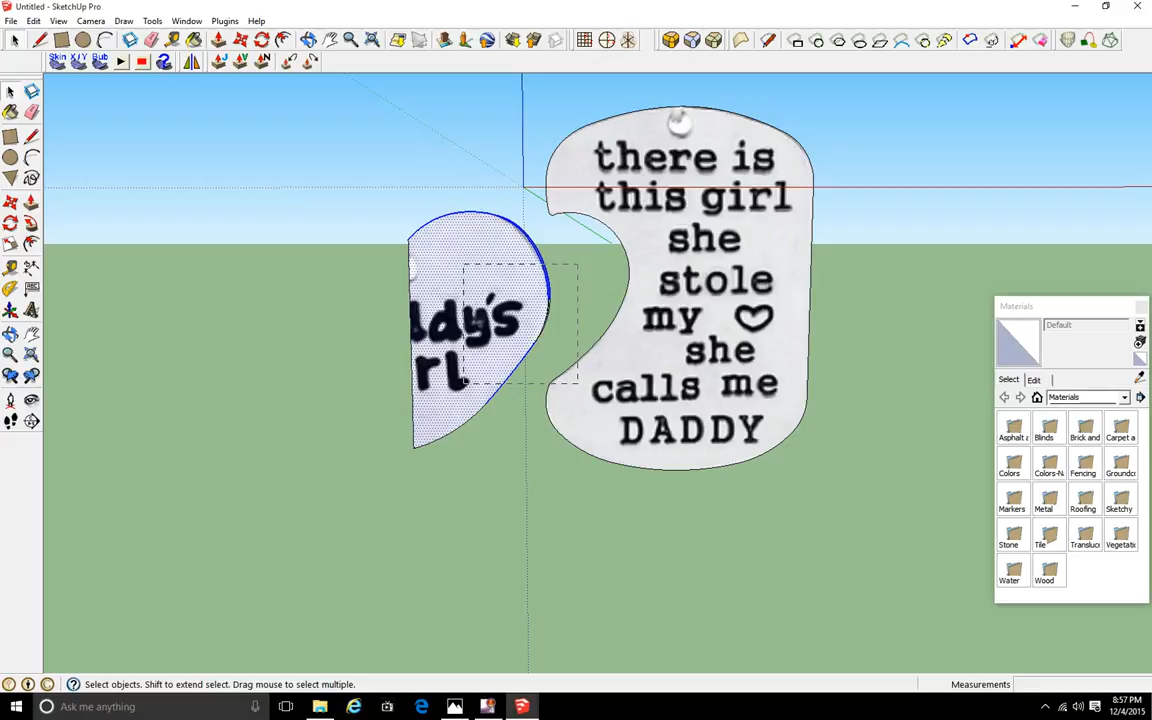 Untitled - SketchUp Pro
File Edit View Camera Draw Tools Window Plugins Help
Skin X/Y Bub
there is
this girl
she
stole
my
she
calls me
DADDY
ddy's
rl
Materials
Default
Select Edit
Materials
Asphalt a Blinds Brick and Carpet a
Colors Colors-N Fencing Groundc
Markers Metal Roofing Sketchy
Stone Tile Transluc Vegetatio
Water Wood
Select objects. Shift to extend select. Drag mouse to select multiple.
Measurements
Ask me anything
8:57 PM
12/4/2015